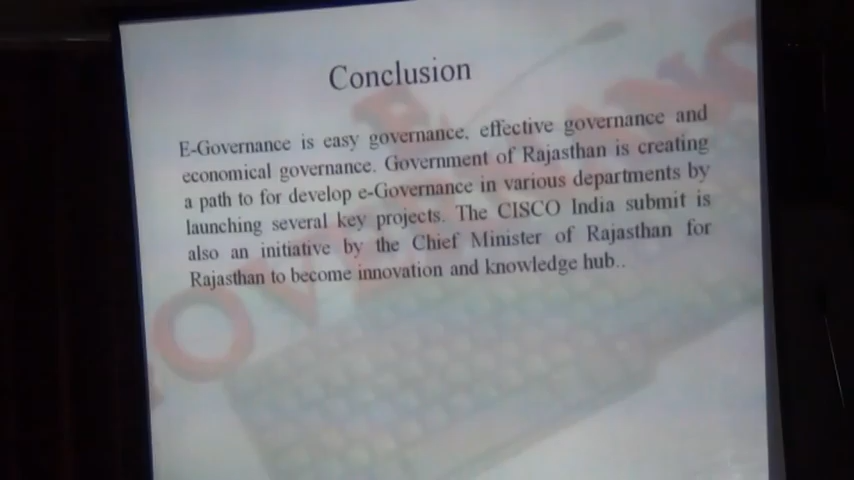 Conclusion
E-Governance is easy governance, effective governance and
economical governance. Government of Rajasthan is creating
a path to for develop e-Governance in various departments by
launching several key projects. The CISCO India submit is
also an initiative by the Chief Minister of Rajasthan for
Rajasthan to become innovation and knowledge hub..